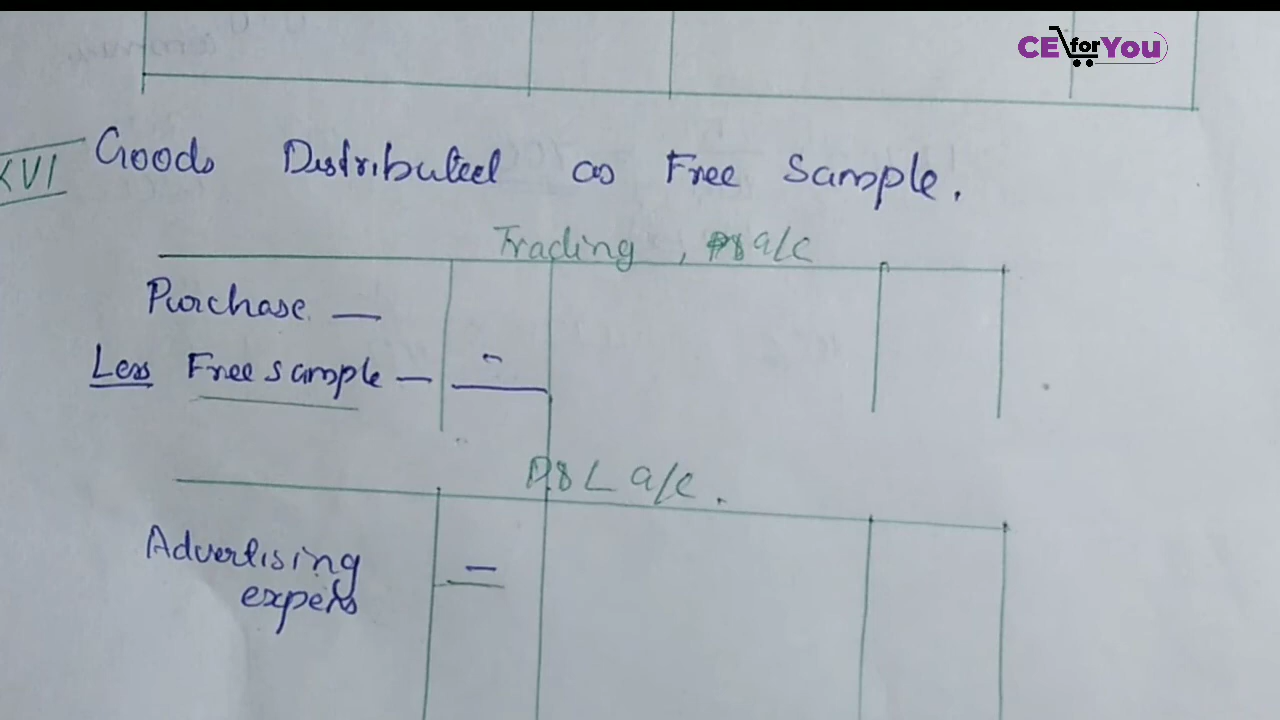 CE for You
XVI Goods Distributed as Free Sample.
Trading, a/c
Purchase —
Less Free sample —
P&L a/c.
Advertising
expens